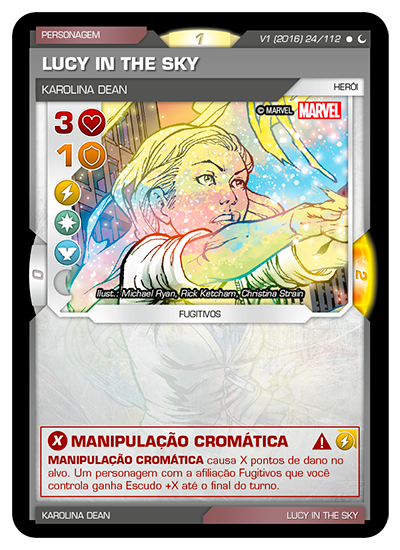 PERSONAGEM
1
V1 (2016) 24/112
LUCY IN THE SKY
KAROLINA DEAN
HERÓI
3
© MARVEL MARVEL
1
0
2
Ilust.: Michael Ryan, Rick Ketcham, Christina Strain
FUGITIVOS
X MANIPULAÇÃO CROMÁTICA
MANIPULAÇÃO CROMÁTICA causa X pontos de dano no
alvo. Um personagem com a afiliação Fugitivos que você
controla ganha Escudo +X até o final do turno.
KAROLINA DEAN
LUCY IN THE SKY